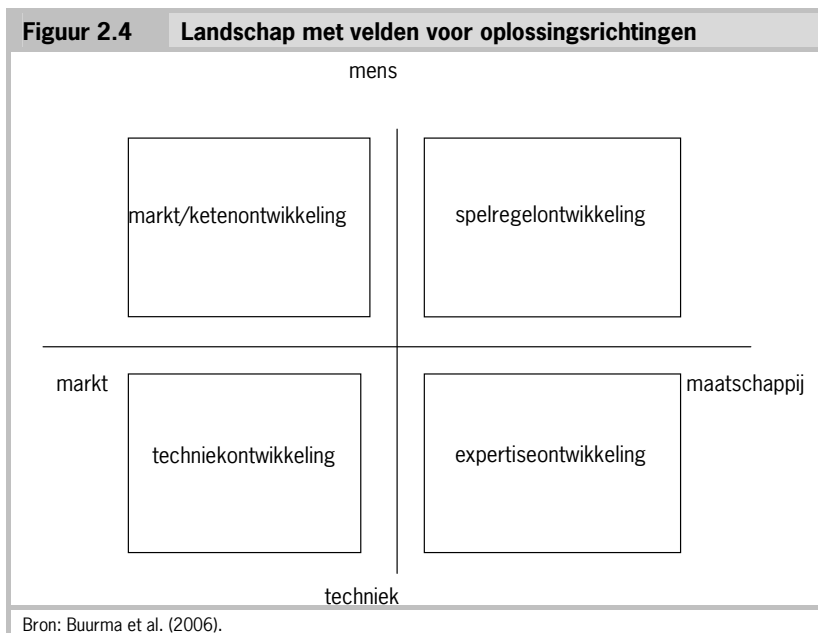 Figuur 2.4 Landschap met velden voor oplossingsrichtingen
mens
markt/ketenontwikkeling
spelregelontwikkeling
markt
maatschappij
techniekontwikkeling
expertiseontwikkeling
techniek
Bron: Buurma et al. (2006).